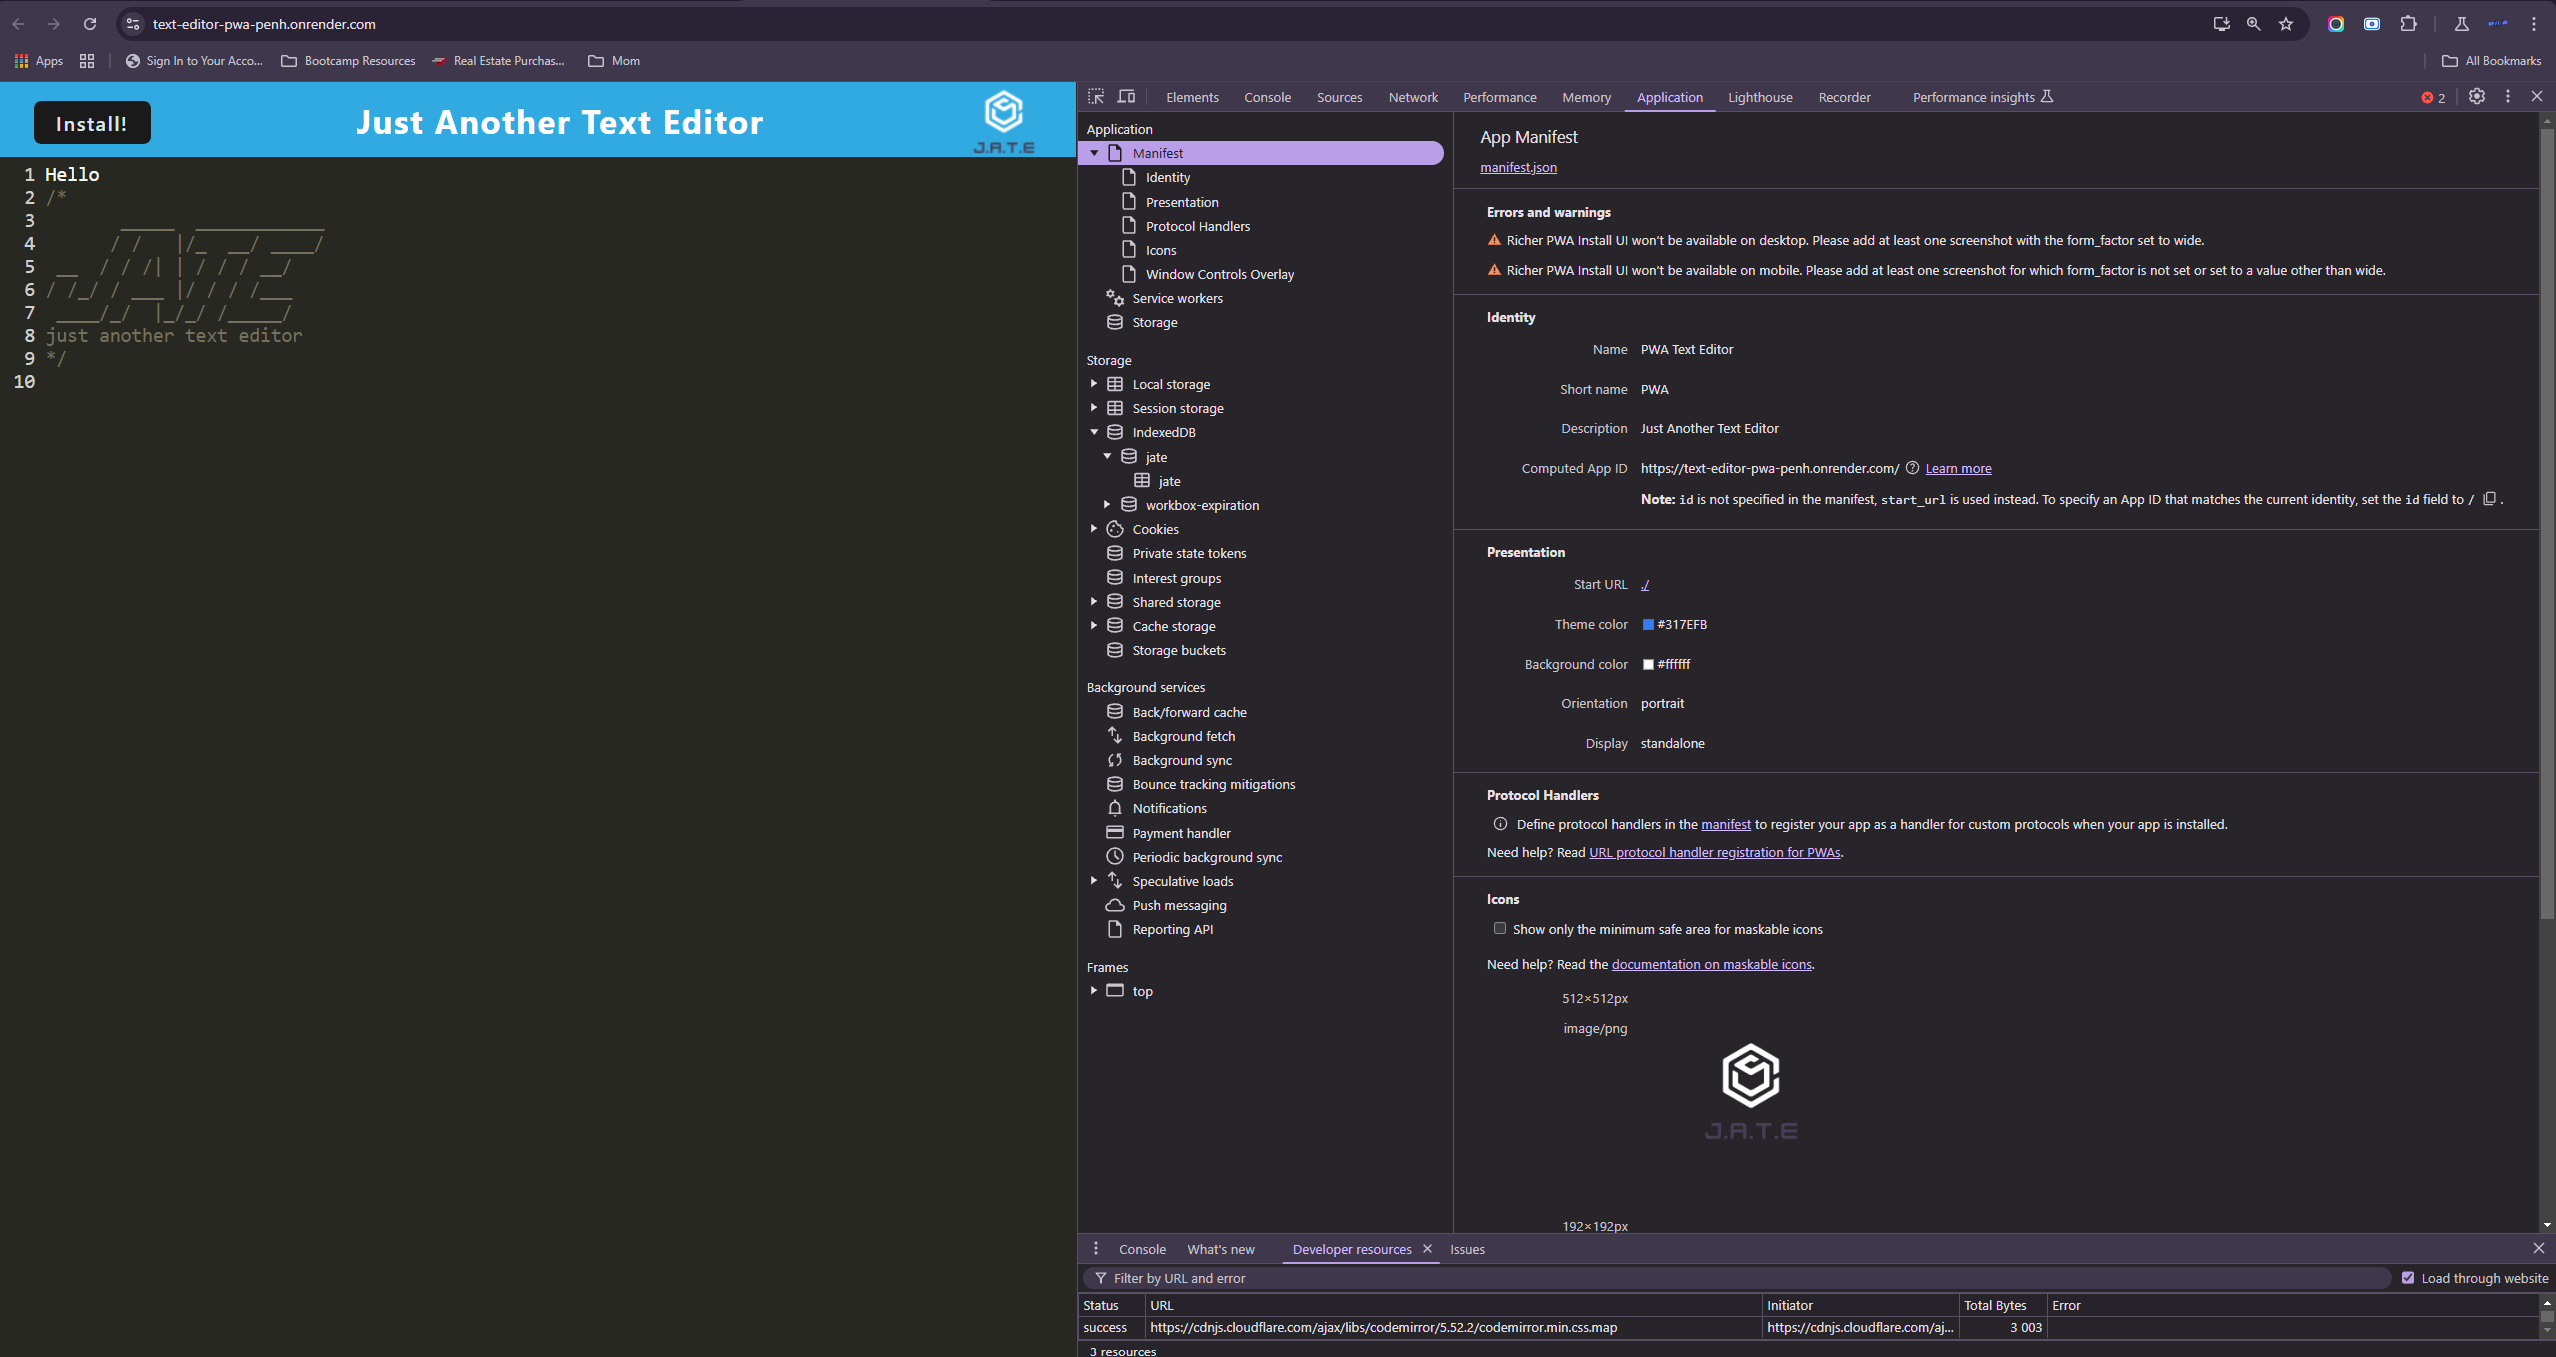 text-editor-pwa-penh.onrender.com
Apps
Sign In to Your Acco...
Bootcamp Resources
Real Estate Purchas...
Mom
All Bookmarks
Install!
Just Another Text Editor
J.A.T.E
1 Hello
2 /*
3       _____  ____________
4      / /   |/_  __/ ____/
5 __  / / /| | / / / __/
6 / /_/ / ___ |/ / / /___
7 ____/_/  |_/_/ /_____/
8 just another text editor
9 */
10
Elements
Console
Sources
Network
Performance
Memory
Application
Lighthouse
Recorder
Performance insights
2
Application
Manifest
Identity
Presentation
Protocol Handlers
Icons
Window Controls Overlay
Service workers
Storage
Storage
Local storage
Session storage
IndexedDB
jate
jate
workbox-expiration
Cookies
Private state tokens
Interest groups
Shared storage
Cache storage
Storage buckets
Background services
Back/forward cache
Background fetch
Background sync
Bounce tracking mitigations
Notifications
Payment handler
Periodic background sync
Speculative loads
Push messaging
Reporting API
Frames
top
App Manifest
manifest.json
Errors and warnings
Richer PWA Install UI won’t be available on desktop. Please add at least one screenshot with the form_factor set to wide.
Richer PWA Install UI won’t be available on mobile. Please add at least one screenshot for which form_factor is not set or set to a value other than wide.
Identity
Name PWA Text Editor
Short name PWA
Description Just Another Text Editor
Computed App ID https://text-editor-pwa-penh.onrender.com/ Learn more
Note: id is not specified in the manifest, start_url is used instead. To specify an App ID that matches the current identity, set the id field to / .
Presentation
Start URL ./
Theme color #317EFB
Background color #ffffff
Orientation portrait
Display standalone
Protocol Handlers
Define protocol handlers in the manifest to register your app as a handler for custom protocols when your app is installed.
Need help? Read URL protocol handler registration for PWAs.
Icons
Show only the minimum safe area for maskable icons
Need help? Read the documentation on maskable icons.
512×512px
image/png
J.A.T.E
192×192px
Console
What's new
Developer resources
Issues
Filter by URL and error
Load through website
Status URL Initiator Total Bytes Error
success https://cdnjs.cloudflare.com/ajax/libs/codemirror/5.52.2/codemirror.min.css.map https://cdnjs.cloudflare.com/aj... 3 003
3 resources